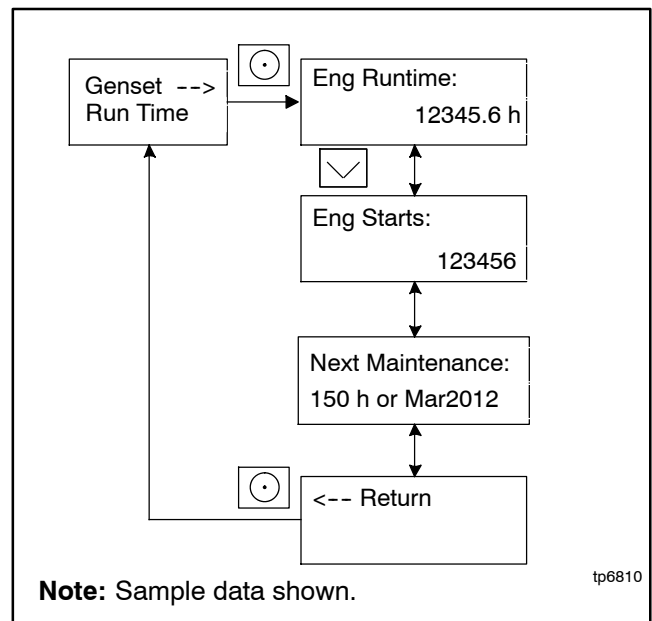 Genset -->
Run Time
Eng Runtime:
12345.6 h
Eng Starts:
123456
Next Maintenance:
150 h or Mar2012
<-- Return
Note: Sample data shown.
tp6810